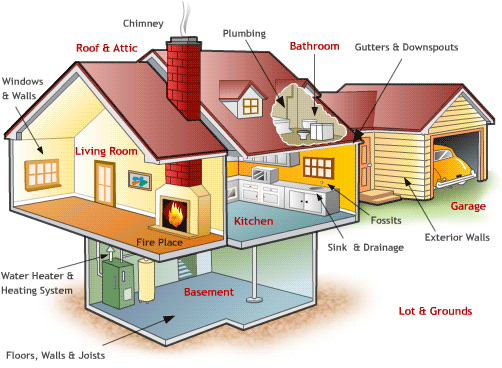 Chimney
Plumbing
Roof & Attic
Bathroom
Gutters & Downspouts
Windows
& Walls
Living Room
Garage
Kitchen
Fossits
Exterior Walls
Fire Place
Sink & Drainage
Water Heater &
Heating System
Basement
Lot & Grounds
Floors, Walls & Joists